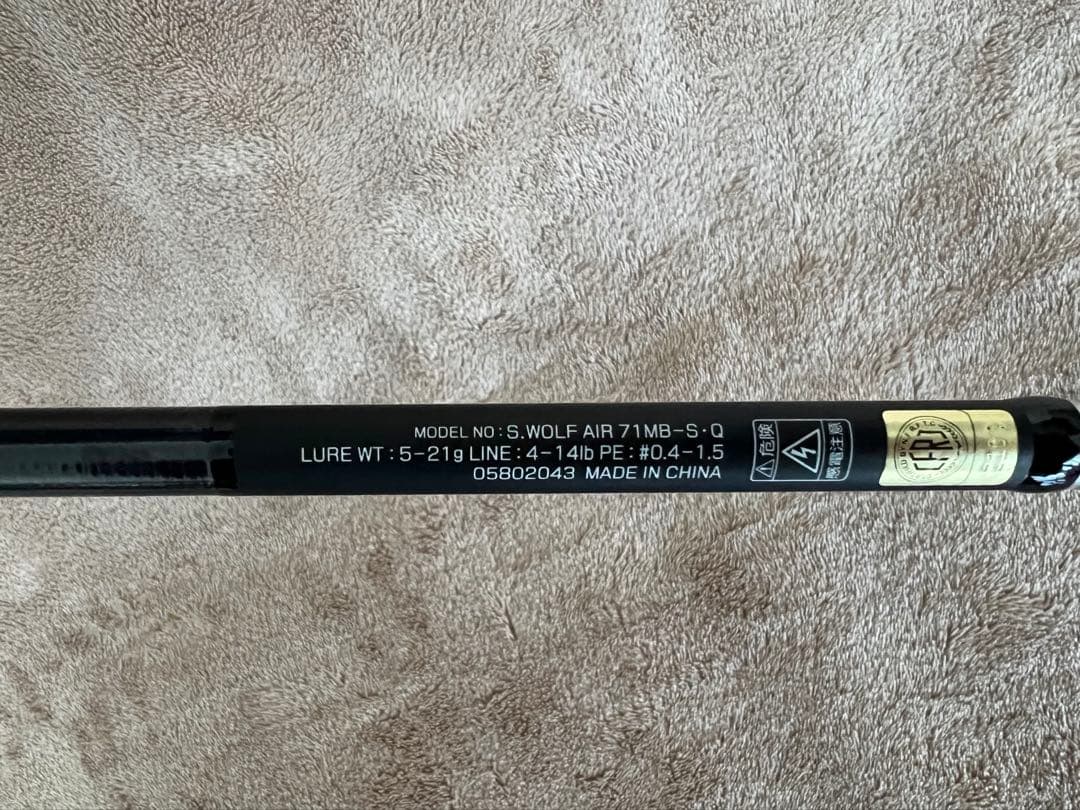 MODEL NO : S.WOLF AIR 71MB-S・Q
LURE WT : 5-21g LINE : 4-14lb PE : #0.4-1.5
05802043 MADE IN CHINA
危険
感電注意